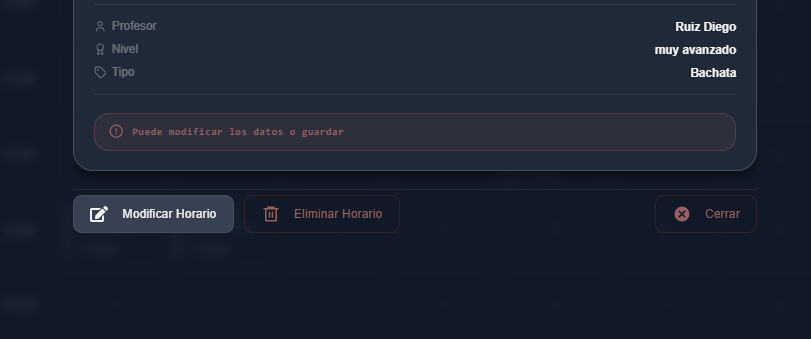 Profesor Ruiz Diego
Nivel muy avanzado
Tipo Bachata
Puede modificar los datos o guardar
Modificar Horario Eliminar Horario Cerrar